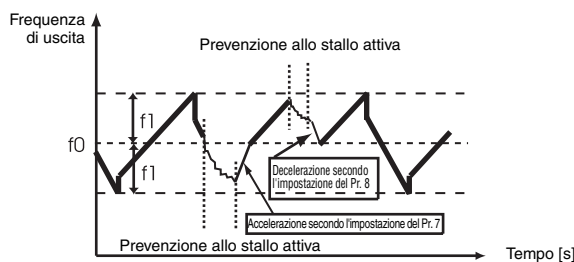 Frequenza
di uscita
Prevenzione allo stallo attiva
f1
f0
f1
Decelerazione secondo
l'impostazione del Pr. 8
Accelerazione secondo l'impostazione del Pr. 7
Prevenzione allo stallo attiva
Tempo [s]